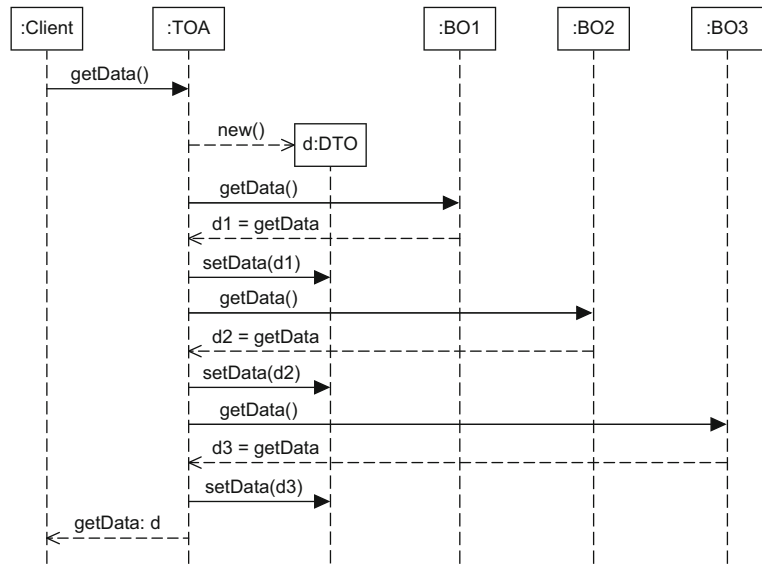 :Client
:TOA
:BO1
:BO2
:BO3
getData()
new()
d:DTO
getData()
d1 = getData
setData(d1)
getData()
d2 = getData
setData(d2)
getData()
d3 = getData
setData(d3)
getData: d